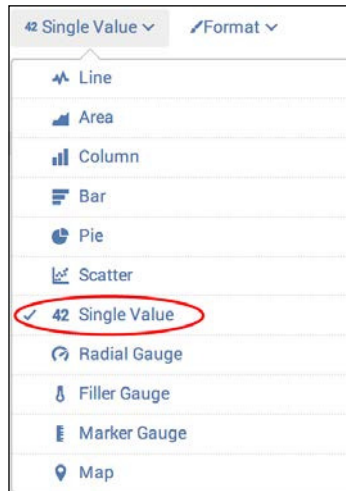 42 Single Value Format
Line
Area
Column
Bar
Pie
Scatter
42 Single Value
Radial Gauge
Filler Gauge
Marker Gauge
Map